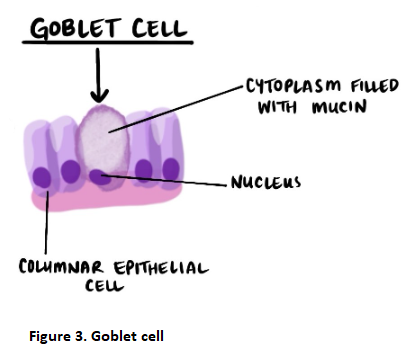 GOBLET CELL
CYTOPLASM FILLED
WITH MUCIN
NUCLEUS
COLUMNAR EPITHELIAL
CELL
Figure 3. Goblet cell